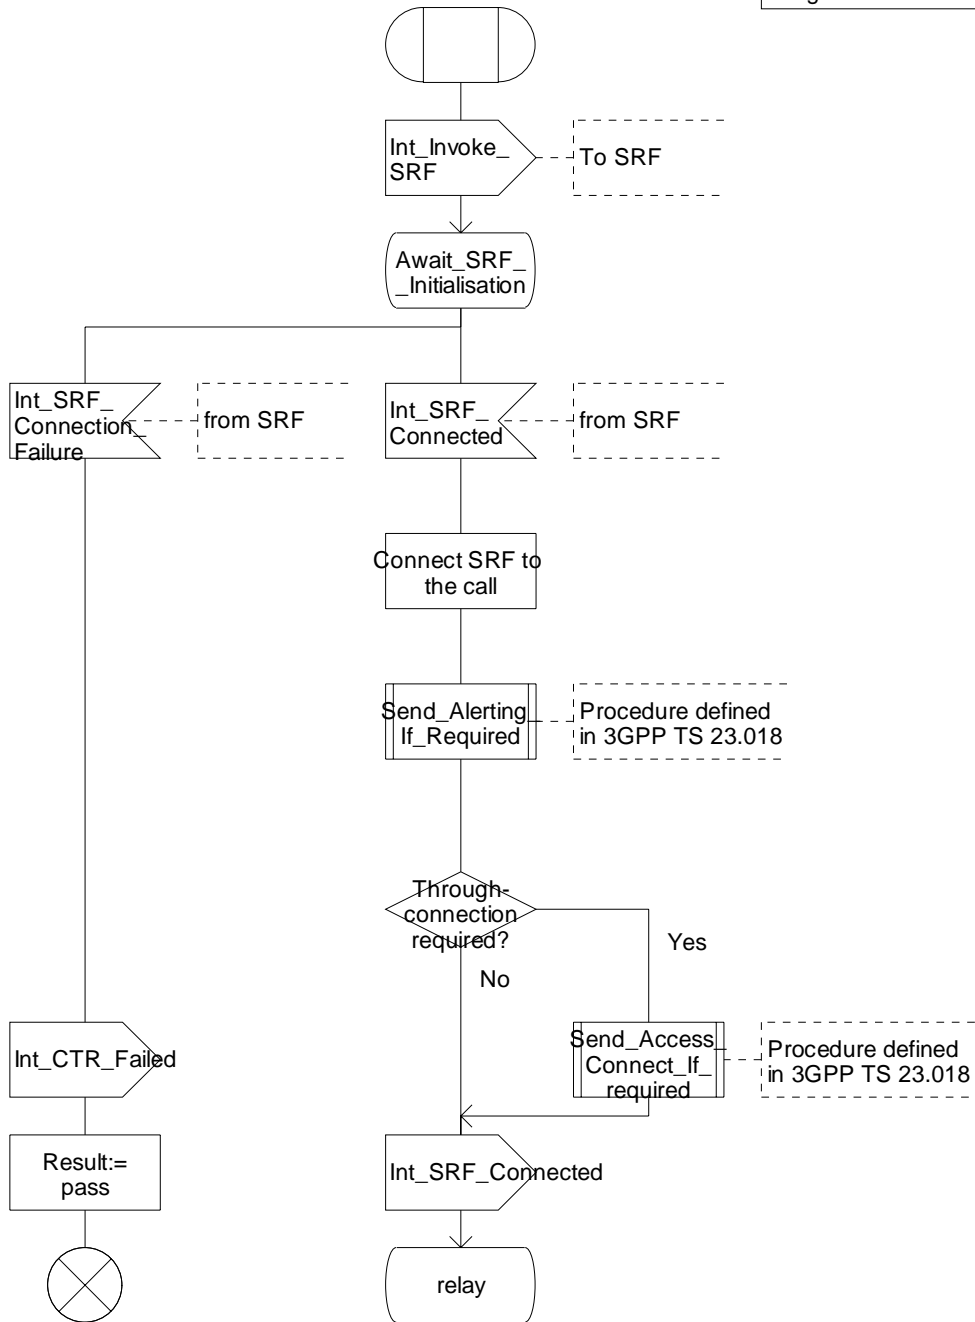 Int_Invoke_
SRF
To SRF
Await_SRF_
_Initialisation
Int_SRF_
Connection_
Failure
from SRF
Int_SRF_
Connected
from SRF
Connect SRF to
the call
Send_Alerting_
If_Required
Procedure defined
in 3GPP TS 23.018
Through-
connection
required?
Yes
No
Int_CTR_Failed
Send_Access_
Connect_If_
required
Procedure defined
in 3GPP TS 23.018
Result:=
pass
Int_SRF_Connected
relay